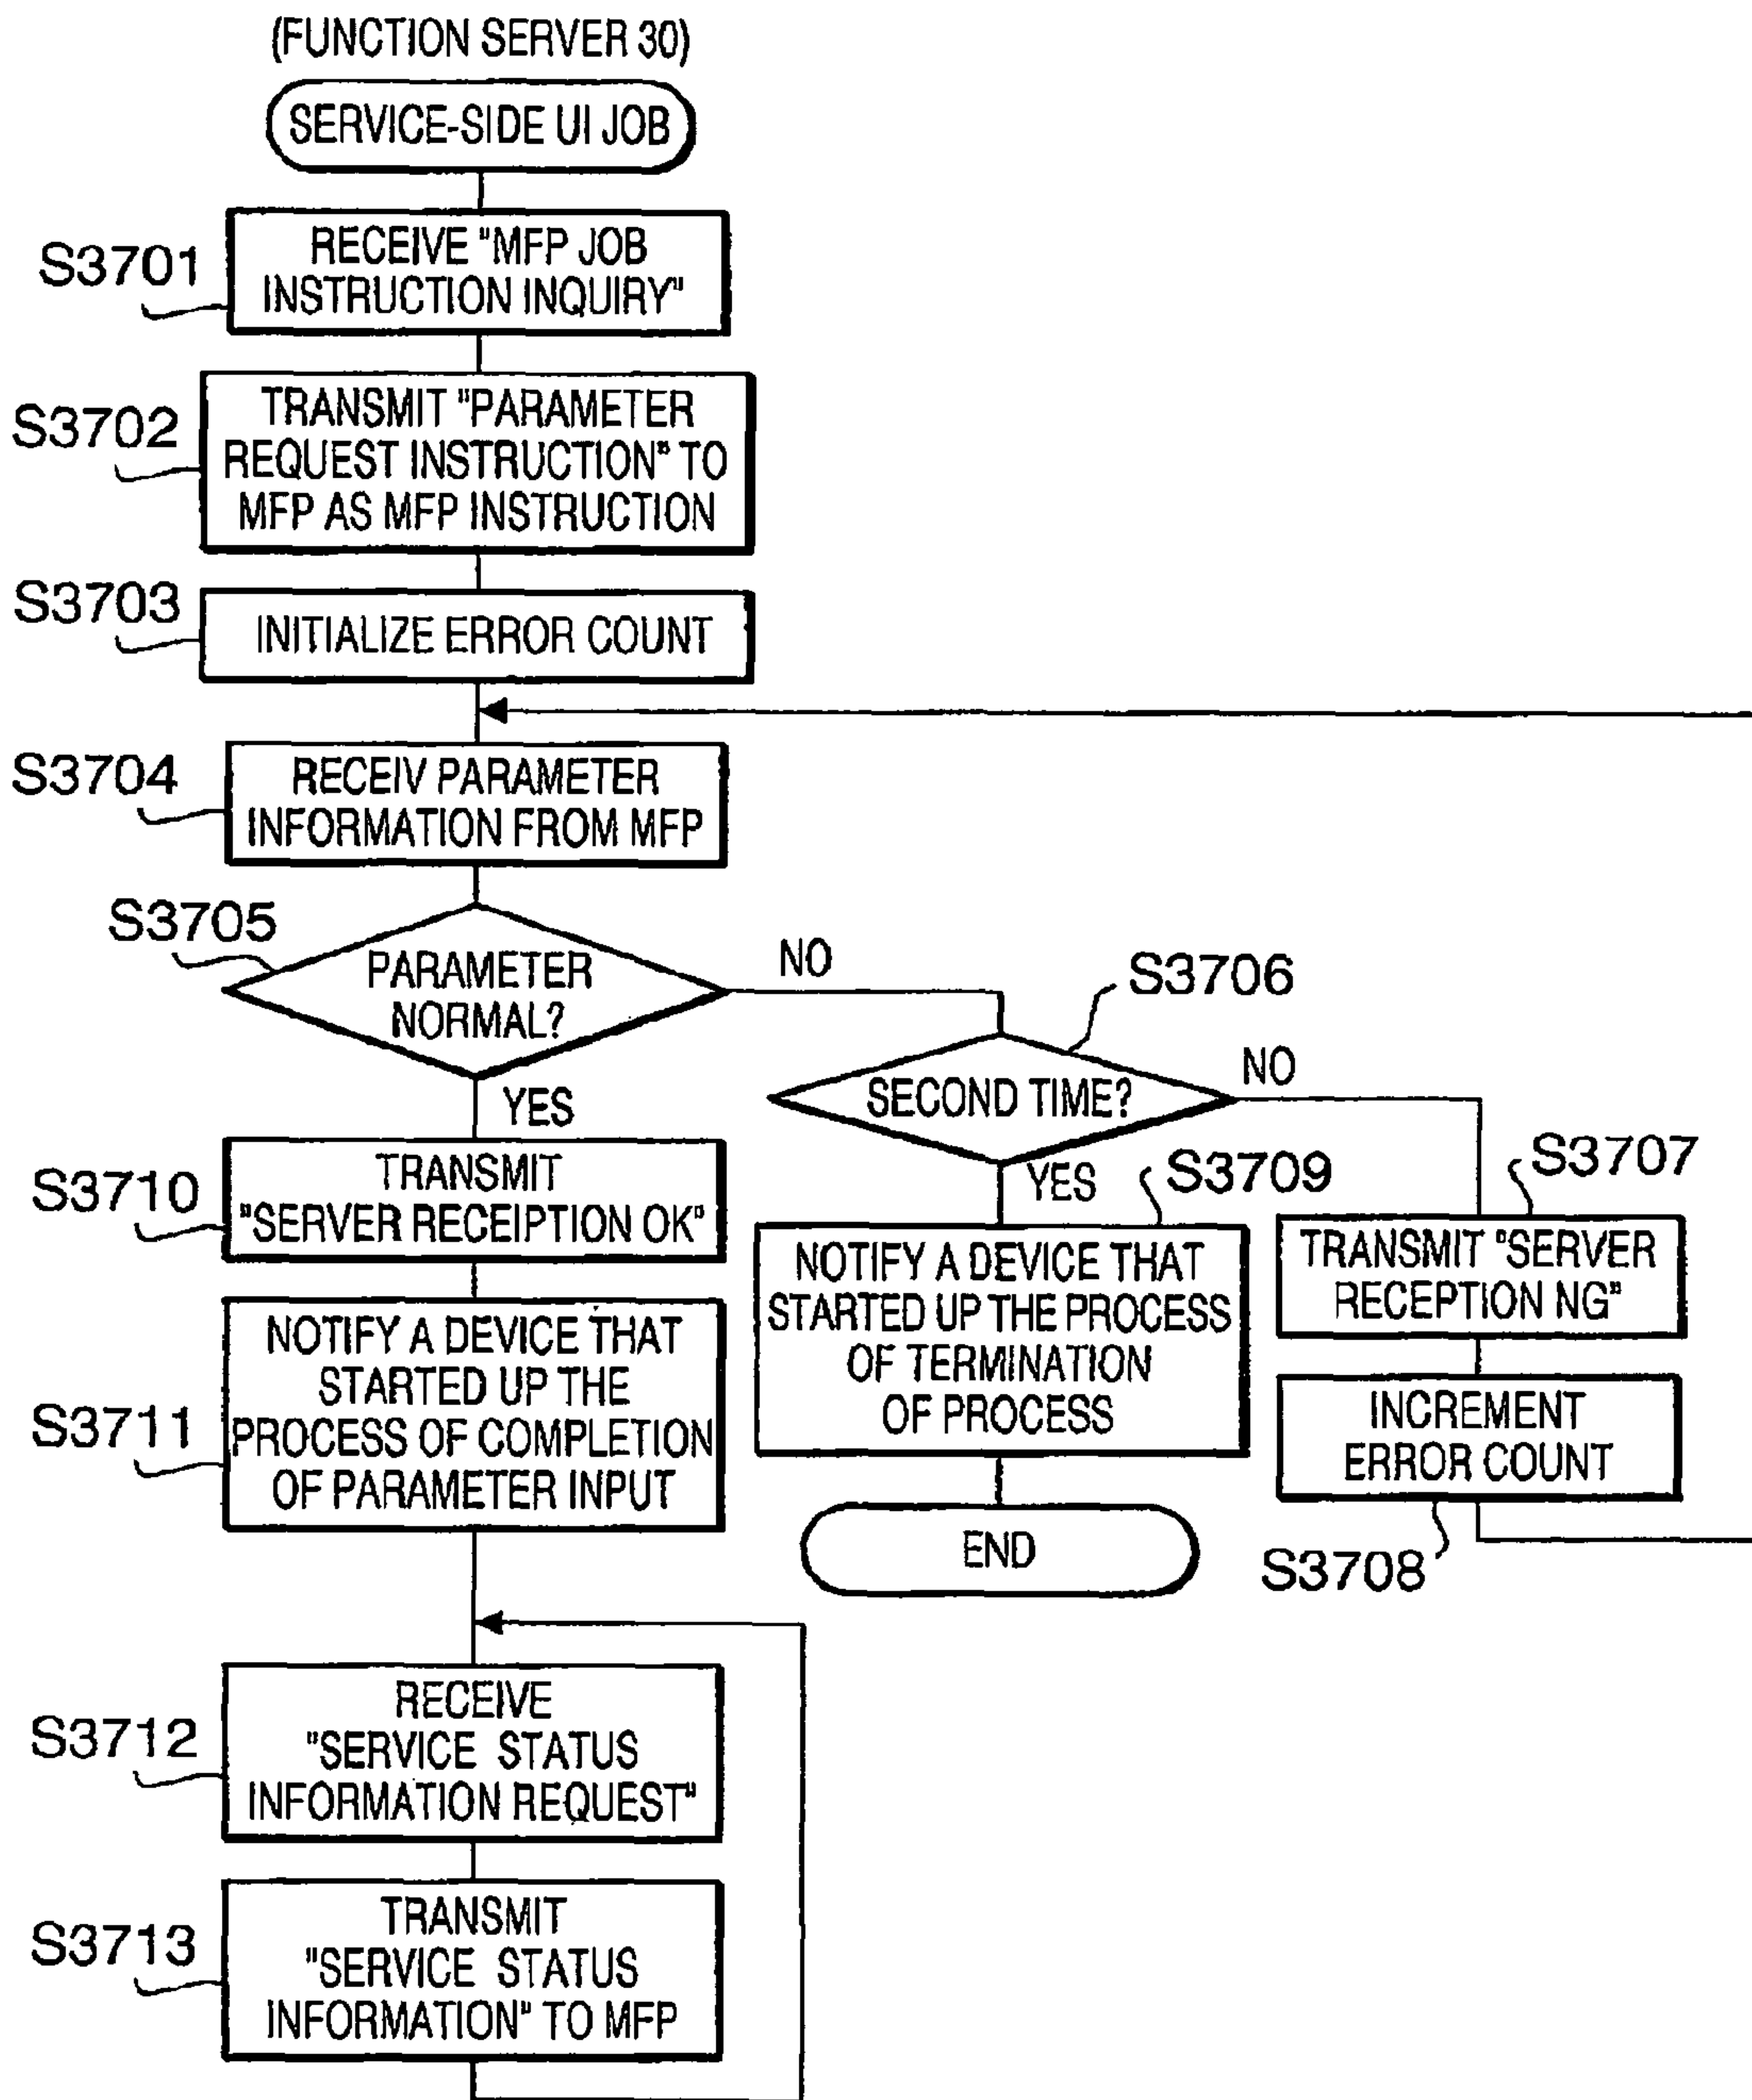 (FUNCTION SERVER 30)
SERVICE-SIDE UI JOB
S3701
RECEIVE "MFP JOB
INSTRUCTION INQUIRY"
S3702
TRANSMIT "PARAMETER
REQUEST INSTRUCTION" TO
MFP AS MFP INSTRUCTION
S3703
INITIALIZE ERROR COUNT
S3704
RECEIV PARAMETER
INFORMATION FROM MFP
S3705
PARAMETER
NORMAL?
NO
YES
S3706
SECOND TIME?
NO
YES
S3707
TRANSMIT "SERVER
RECEPTION NG"
INCREMENT
ERROR COUNT
S3708
S3709
NOTIFY A DEVICE THAT
STARTED UP THE PROCESS
OF TERMINATION
OF PROCESS
END
S3710
TRANSMIT
"SERVER RECEIPTION OK"
S3711
NOTIFY A DEVICE THAT
STARTED UP THE
PROCESS OF COMPLETION
OF PARAMETER INPUT
S3712
RECEIVE
"SERVICE STATUS
INFORMATION REQUEST"
S3713
TRANSMIT
"SERVICE STATUS
INFORMATION" TO MFP